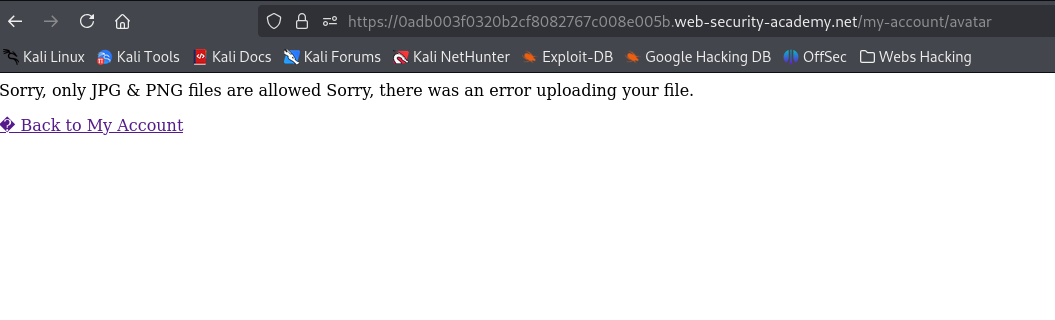 https://0adb003f0320b2cf8082767c008e005b.web-security-academy.net/my-account/avatar
Kali Linux Kali Tools Kali Docs Kali Forums Kali NetHunter Exploit-DB Google Hacking DB OffSec Webs Hacking
Sorry, only JPG & PNG files are allowed Sorry, there was an error uploading your file.
� Back to My Account